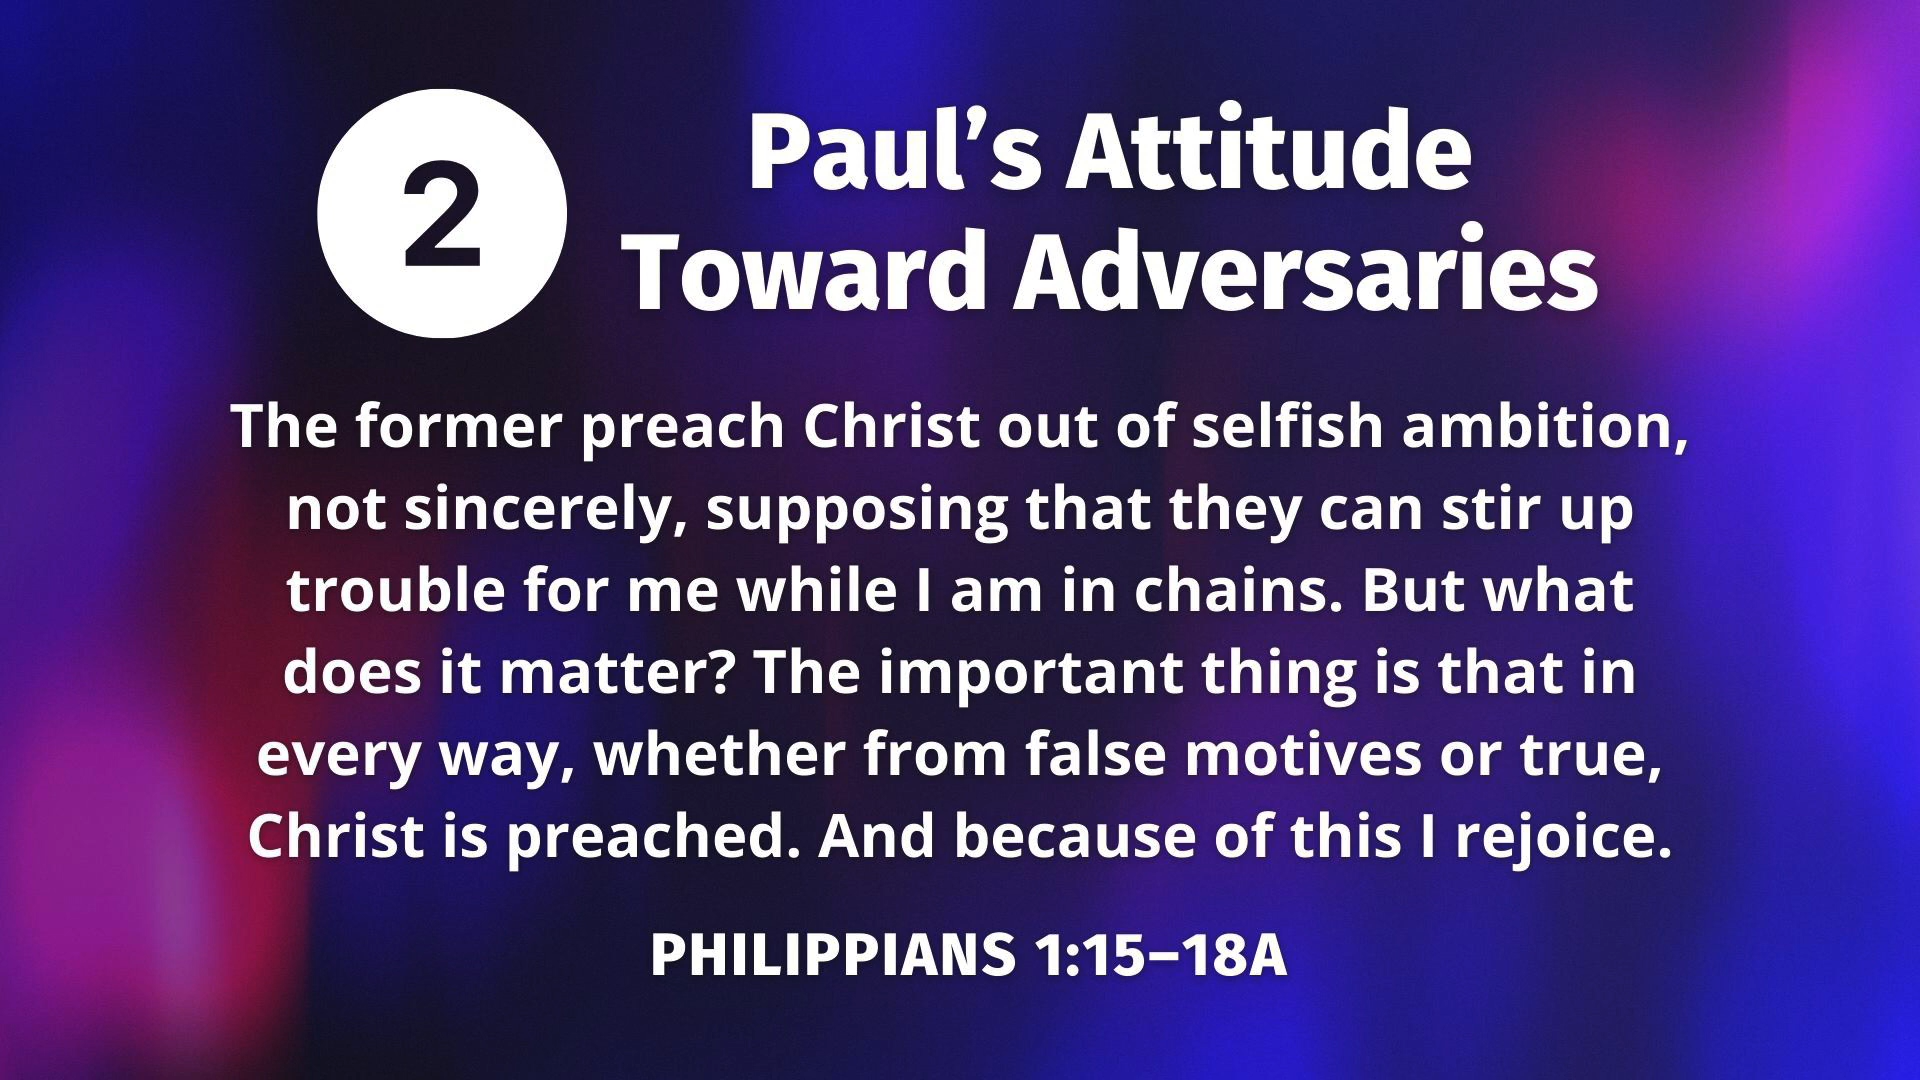 2
Paul’s Attitude
Toward Adversaries
The former preach Christ out of selfish ambition,
not sincerely, supposing that they can stir up
trouble for me while I am in chains. But what
does it matter? The important thing is that in
every way, whether from false motives or true,
Christ is preached. And because of this I rejoice.
PHILIPPIANS 1:15–18A